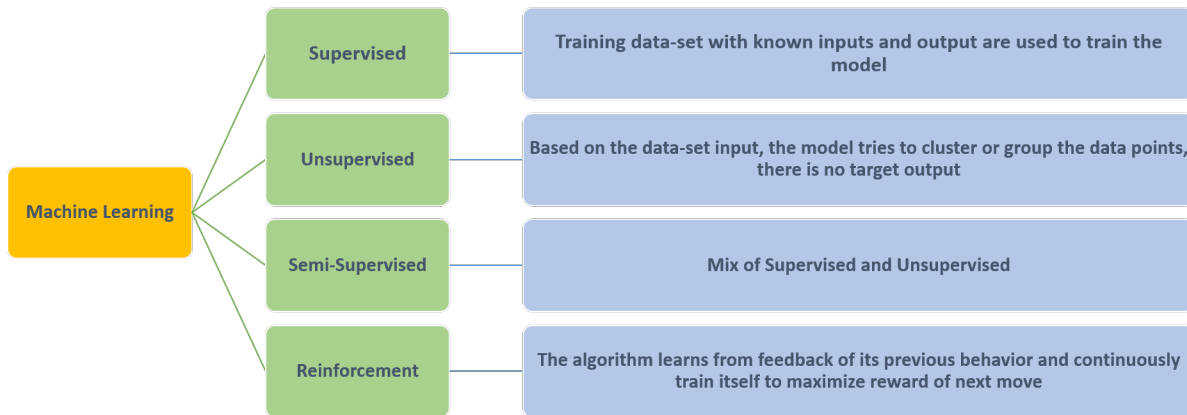 Supervised
Training data-set with known inputs and output are used to train the
model
Unsupervised
Based on the data-set input, the model tries to cluster or group the data points,
there is no target output
Machine Learning
Semi-Supervised
Mix of Supervised and Unsupervised
Reinforcement
The algorithm learns from feedback of its previous behavior and continuously
train itself to maximize reward of next move